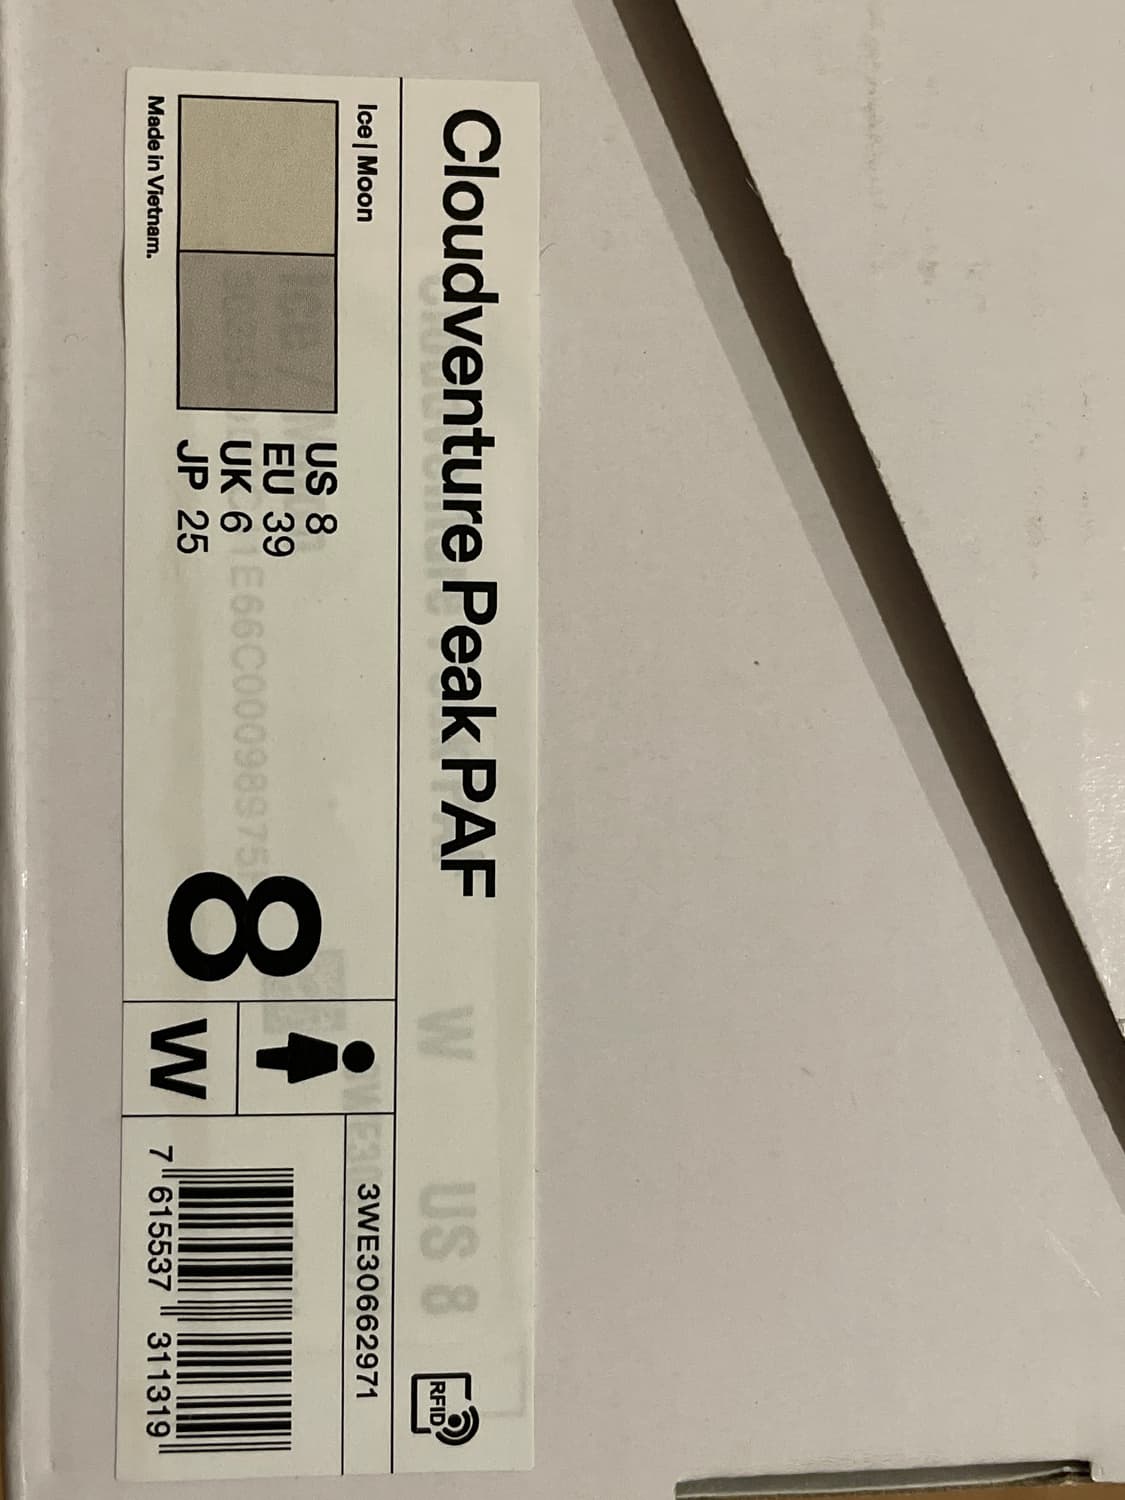 Cloudventure Peak PAF
RFID
Ice | Moon
US 8
EU 39
UK 6
JP 25
8
W
Made in Vietnam.
3WE30662971
7 615537 311319
W US 8